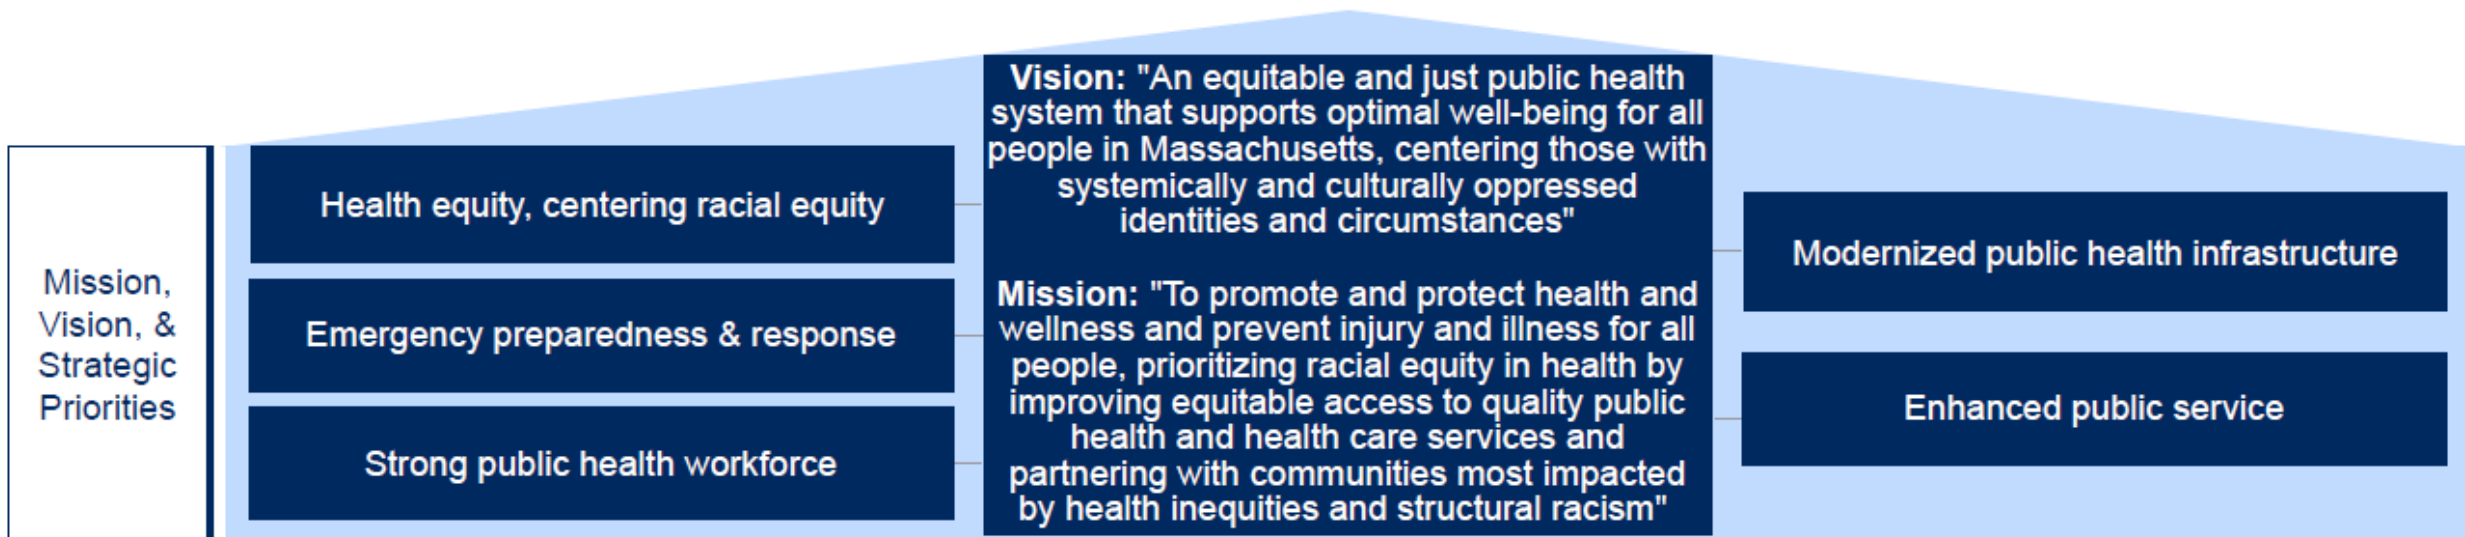 Mission,
Vision, &
Strategic
Priorities
Health equity, centering racial equity
Emergency preparedness & response
Strong public health workforce
Vision: "An equitable and just public health
system that supports optimal well-being for all
people in Massachusetts, centering those with
systemically and culturally oppressed
identities and circumstances"
Mission: "To promote and protect health and
wellness and prevent injury and illness for all
people, prioritizing racial equity in health by
improving equitable access to quality public
health and health care services and
partnering with communities most impacted
by health inequities and structural racism"
Modernized public health infrastructure
Enhanced public service